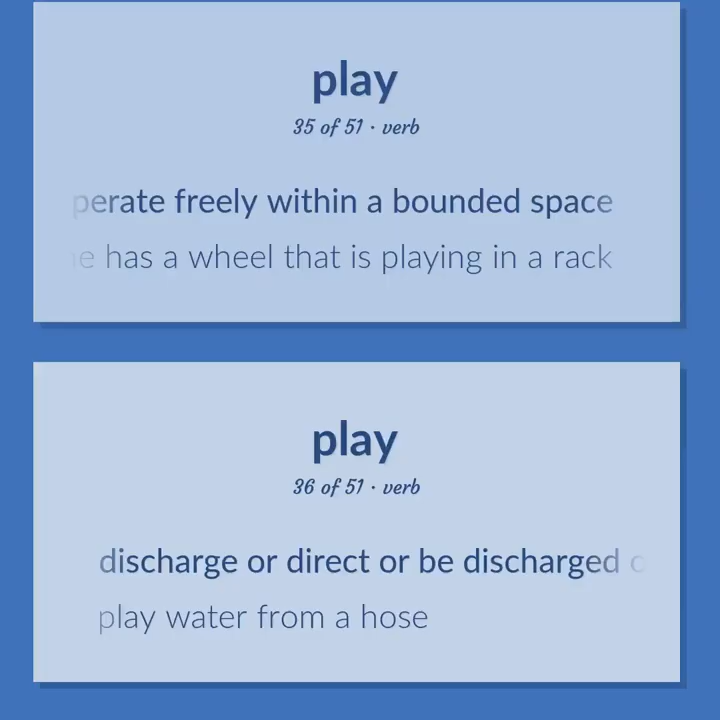 play
35 of 51 · verb
perate freely within a bounded space
e has a wheel that is playing in a rack
play
36 of 51 · verb
discharge or direct or be discharged
play water from a hose